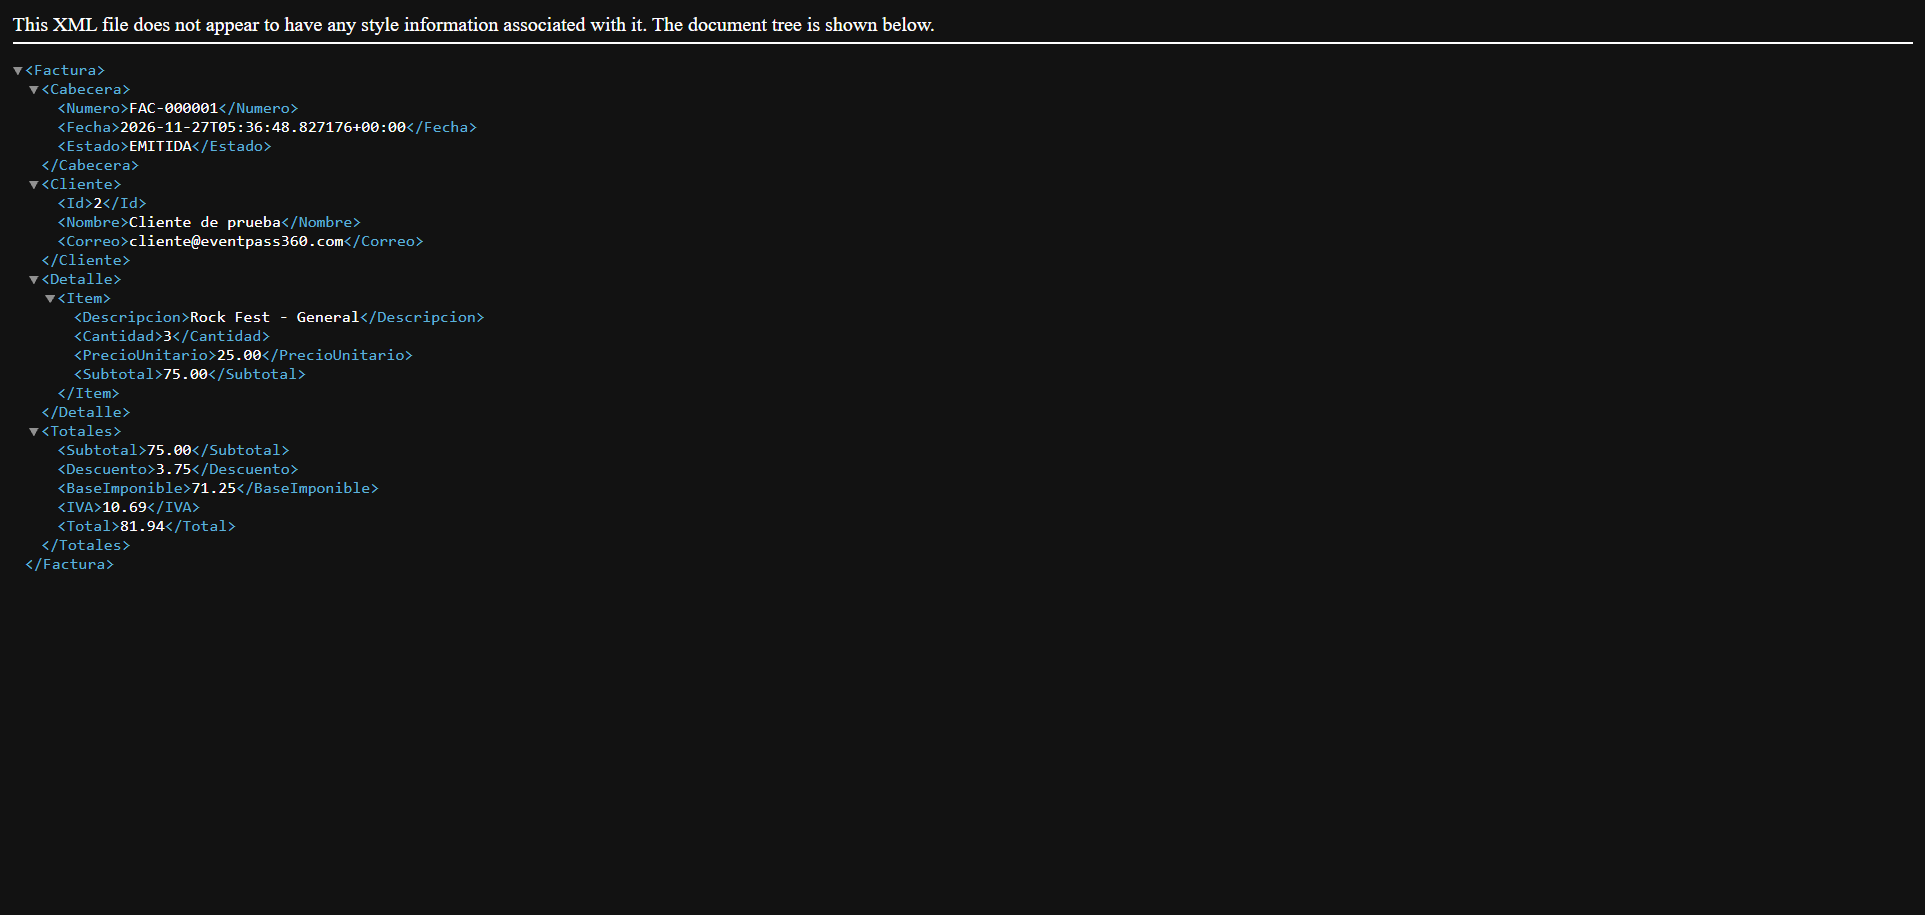 This XML file does not appear to have any style information associated with it. The document tree is shown below.
▼<Factura>
▼<Cabecera>
<Numero>FAC-000001</Numero>
<Fecha>2026-11-27T05:36:48.827176+00:00</Fecha>
<Estado>EMITIDA</Estado>
</Cabecera>
▼<Cliente>
<Id>2</Id>
<Nombre>Cliente de prueba</Nombre>
<Correo>cliente@eventpass360.com</Correo>
</Cliente>
▼<Detalle>
▼<Item>
<Descripcion>Rock Fest - General</Descripcion>
<Cantidad>3</Cantidad>
<PrecioUnitario>25.00</PrecioUnitario>
<Subtotal>75.00</Subtotal>
</Item>
</Detalle>
▼<Totales>
<Subtotal>75.00</Subtotal>
<Descuento>3.75</Descuento>
<BaseImponible>71.25</BaseImponible>
<IVA>10.69</IVA>
<Total>81.94</Total>
</Totales>
</Factura>